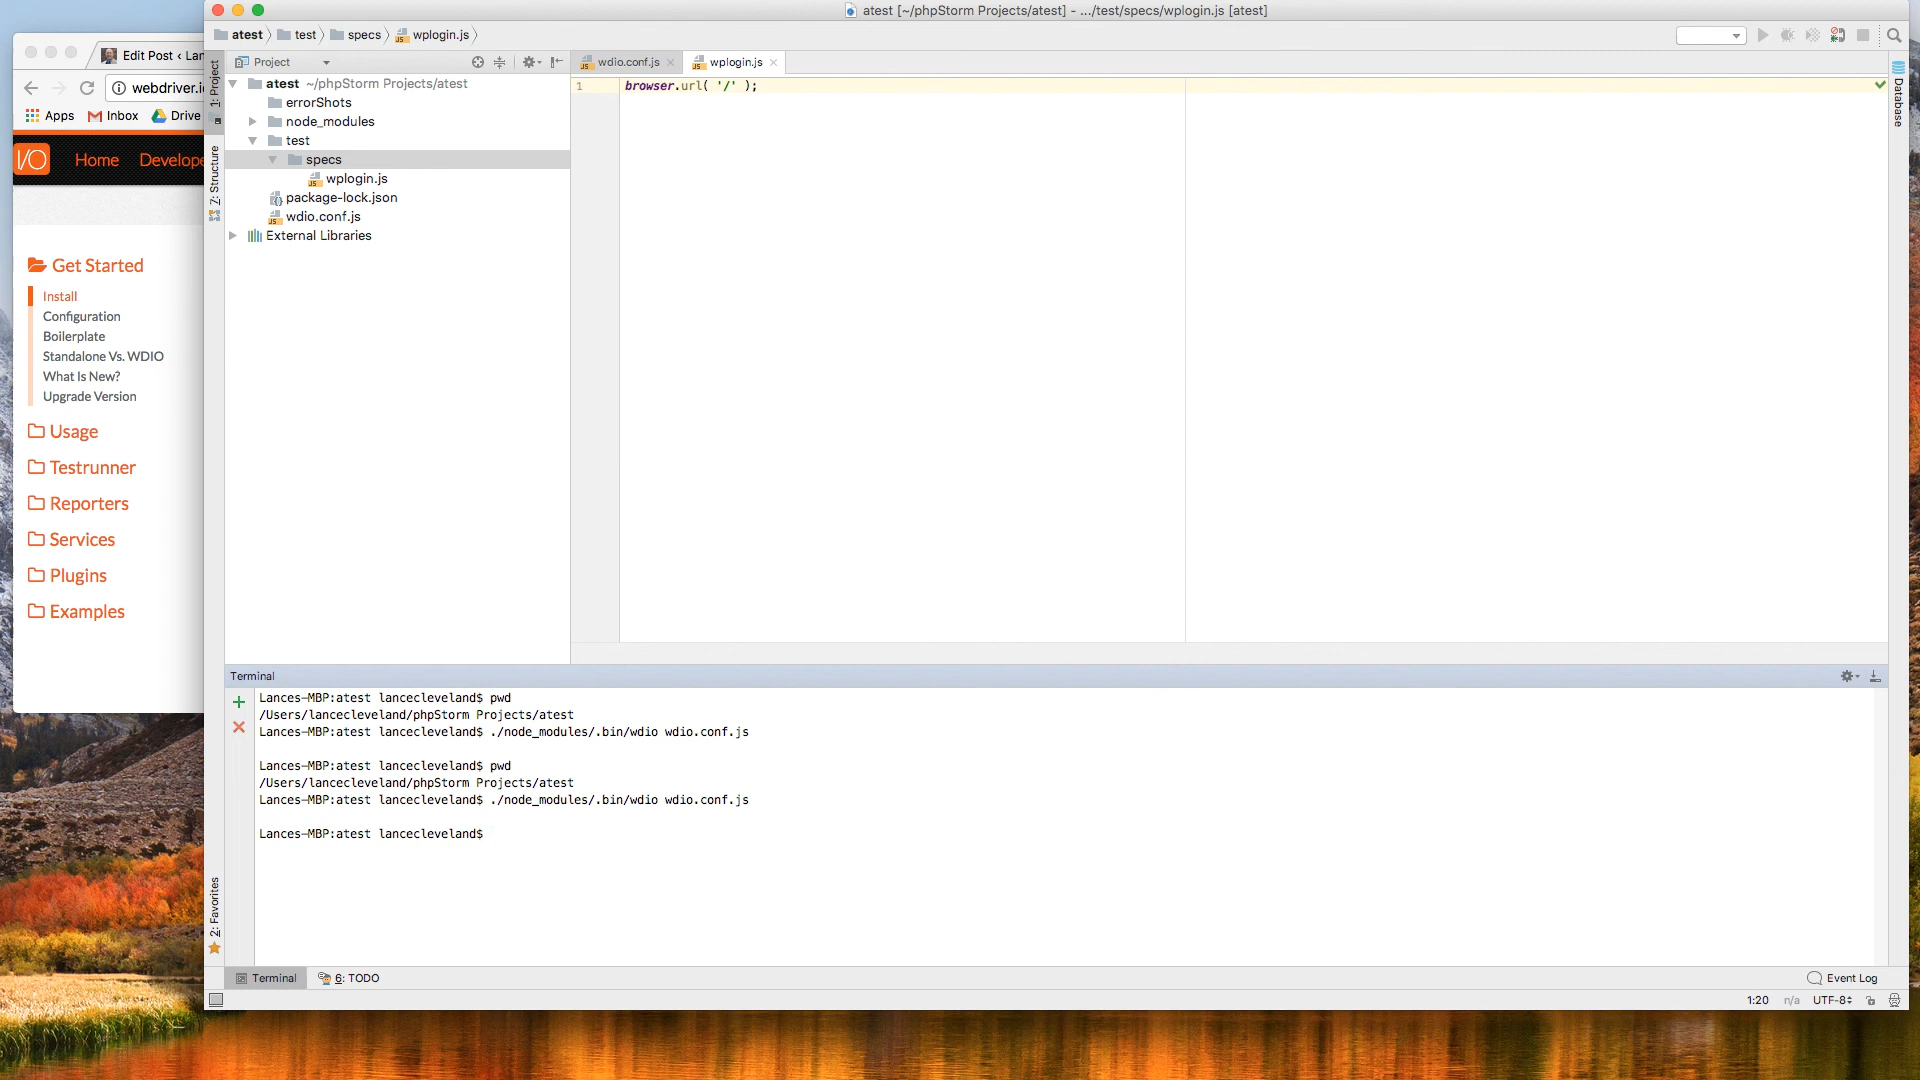 atest [~/phpStorm Projects/atest] - .../test/specs/wplogin.js [atest]
atest test specs wplogin.js
Edit Post ‹ Lan
webdriver.i
Apps Inbox Drive
I/O Home Develope
Get Started
Install
Configuration
Boilerplate
Standalone Vs. WDIO
What Is New?
Upgrade Version
Usage
Testrunner
Reporters
Services
Plugins
Examples
1: Project
7: Structure
2: Favorites
Project
atest ~/phpStorm Projects/atest
errorShots
node_modules
test
specs
wplogin.js
package-lock.json
wdio.conf.js
External Libraries
wdio.conf.js wplogin.js
1 browser.url( '/' );
Database
Terminal
Lances-MBP:atest lancecleveland$ pwd
/Users/lancecleveland/phpStorm Projects/atest
Lances-MBP:atest lancecleveland$ ./node_modules/.bin/wdio wdio.conf.js
Lances-MBP:atest lancecleveland$ pwd
/Users/lancecleveland/phpStorm Projects/atest
Lances-MBP:atest lancecleveland$ ./node_modules/.bin/wdio wdio.conf.js
Lances-MBP:atest lancecleveland$
Terminal 6: TODO Event Log
1:20 n/a UTF-8